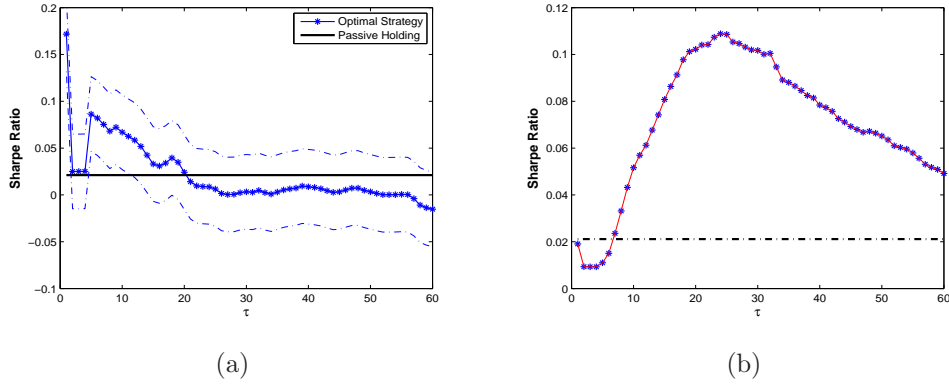 0.2
0.15
0.1
0.05
0
-0.05
-0.1
Sharpe Ratio
0 10 20 30 40 50 60
τ
Optimal Strategy
Passive Holding
(a)
0.12
0.1
0.08
0.06
0.04
0.02
0
Sharpe Ratio
0 10 20 30 40 50 60
τ
(b)